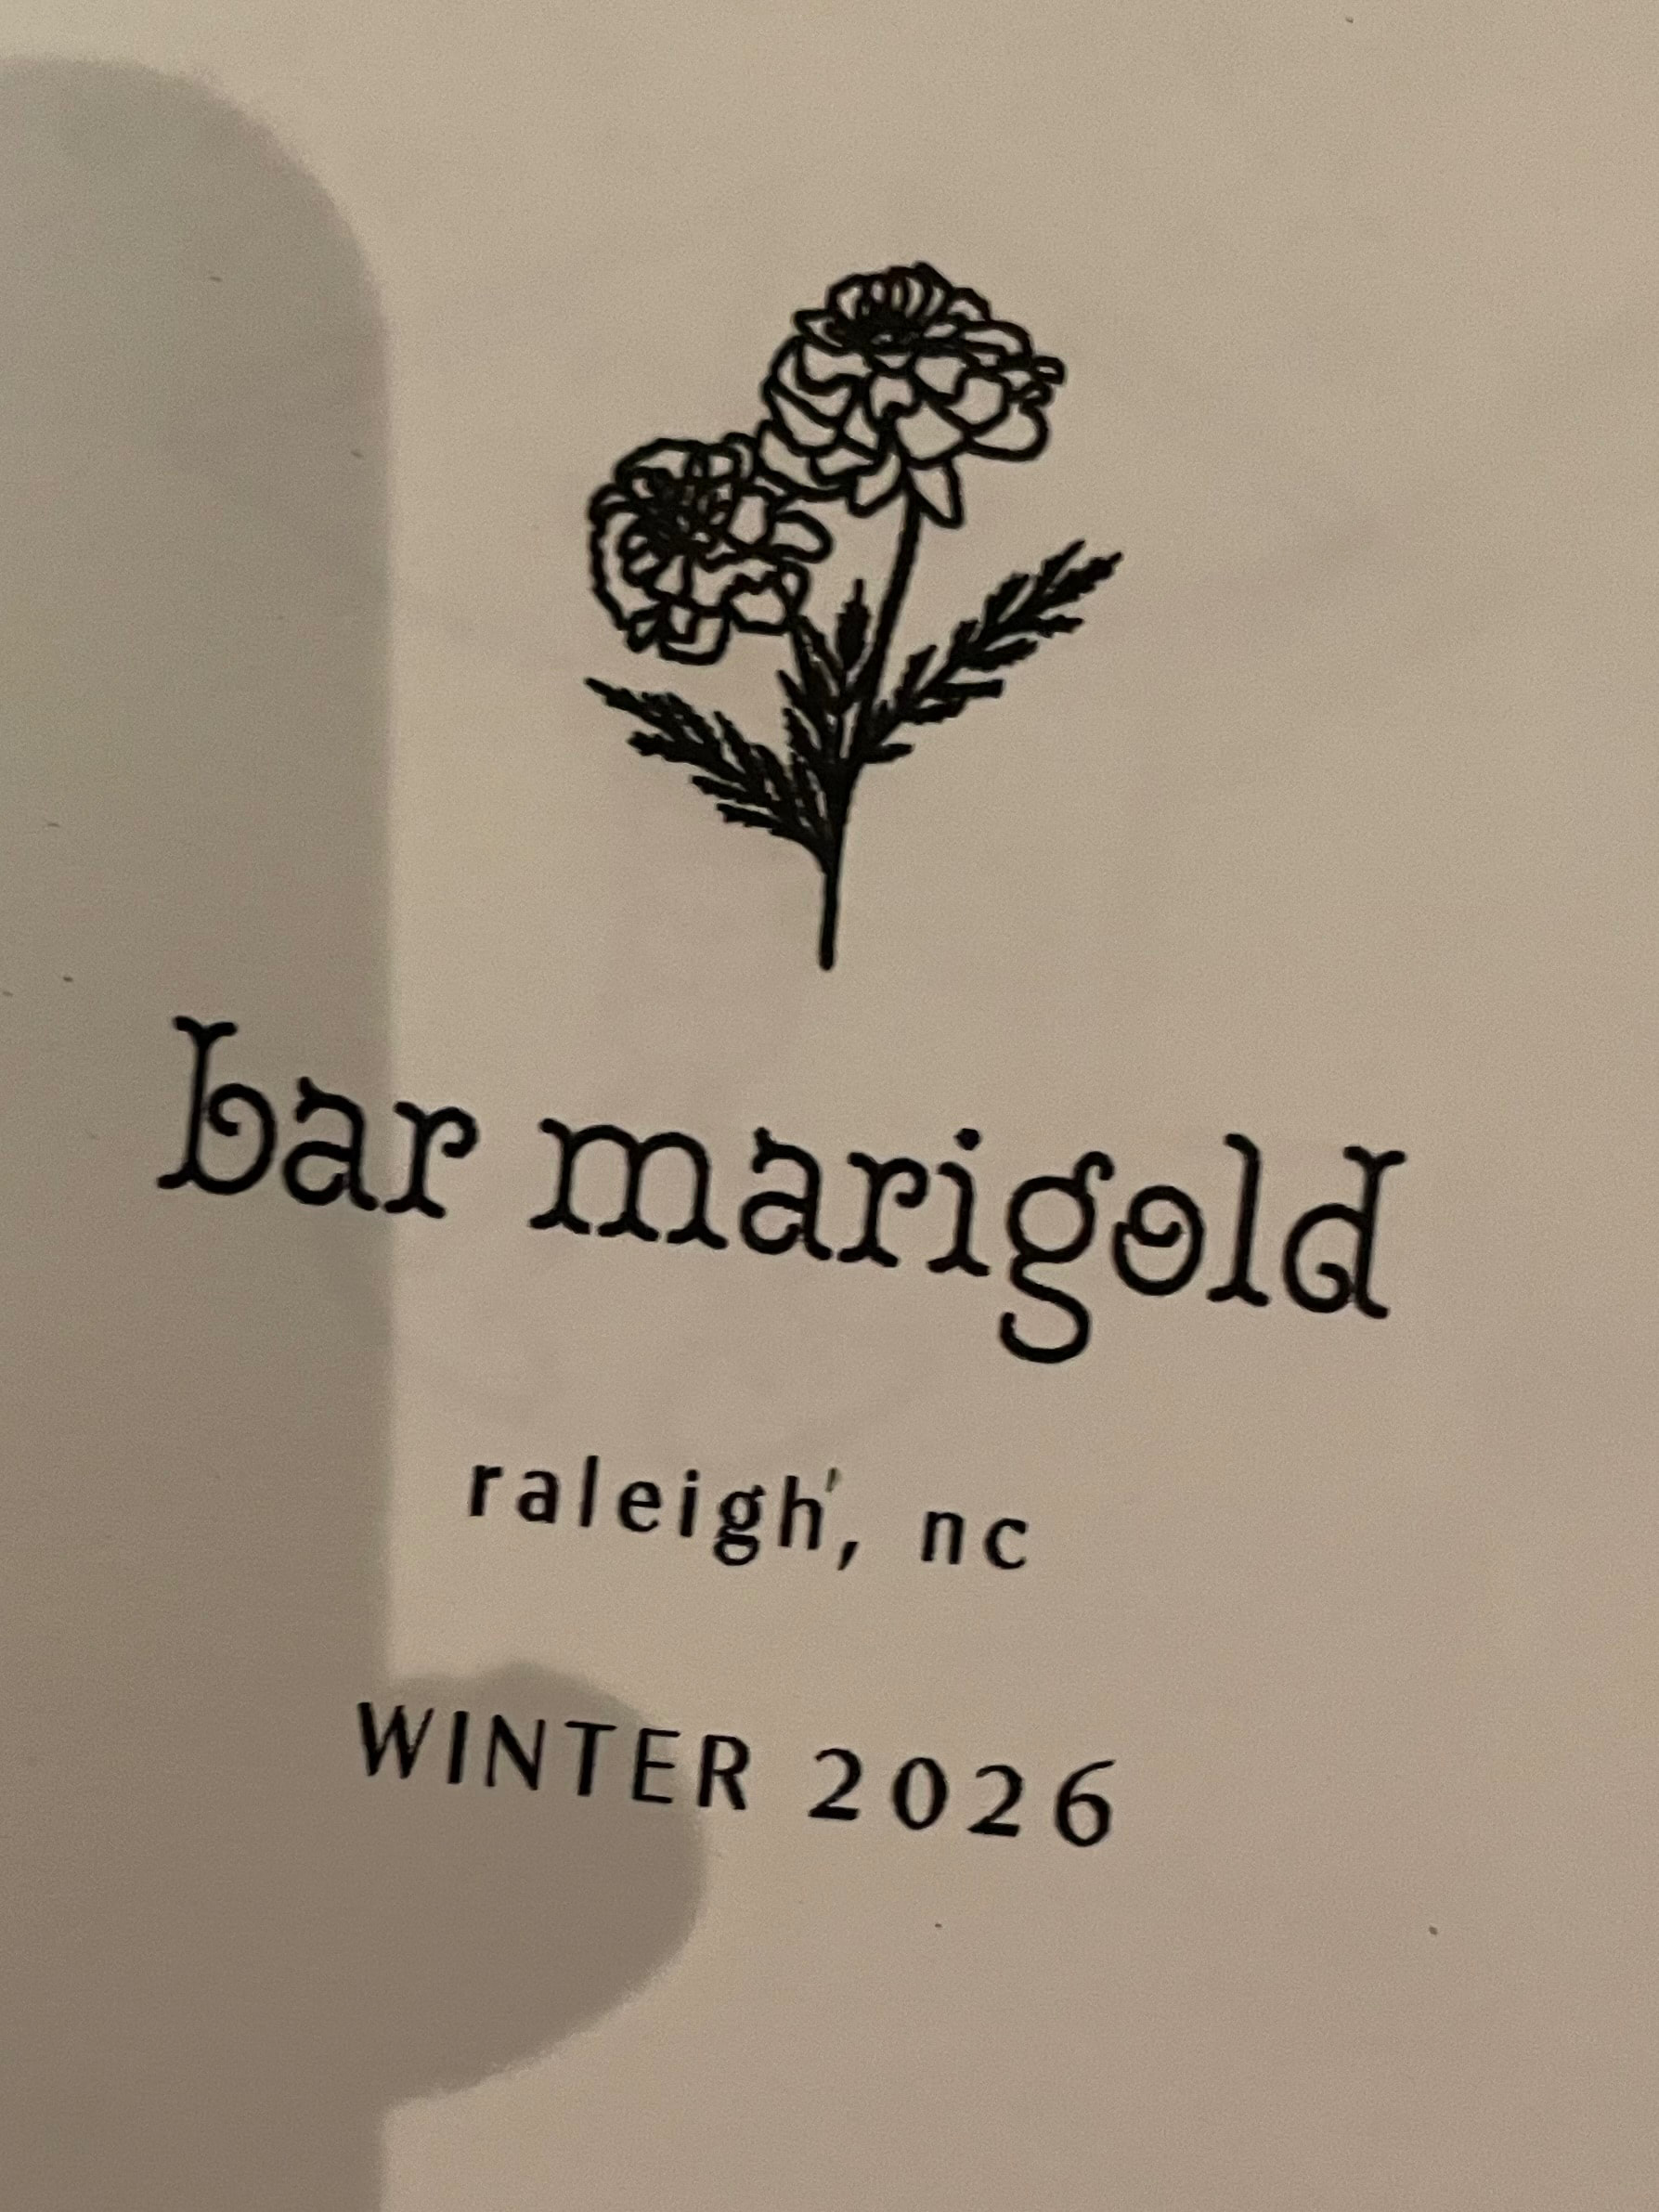 bar marigold
raleigh, nc
WINTER 2026